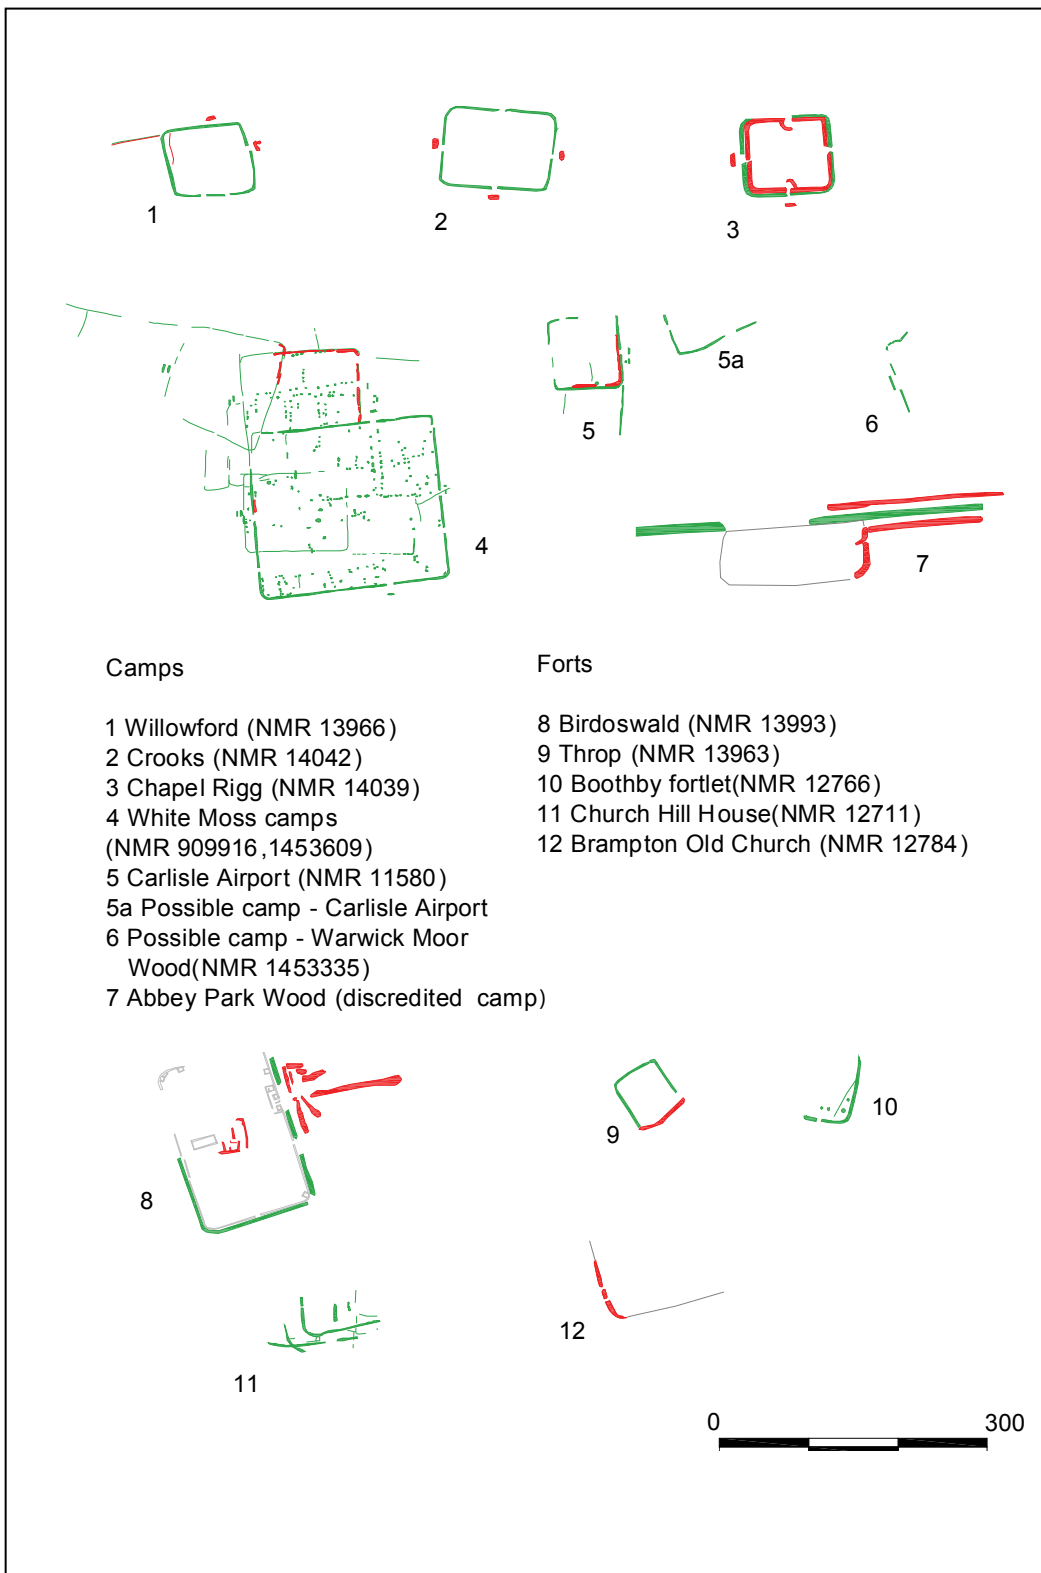 1
2
3
4
5
5a
6
7
Camps
1 Willowford (NMR 13966)
2 Crooks (NMR 14042)
3 Chapel Rigg (NMR 14039)
4 White Moss camps
(NMR 909916,1453609)
5 Carlisle Airport (NMR 11580)
5a Possible camp - Carlisle Airport
6 Possible camp - Warwick Moor
Wood(NMR 1453335)
7 Abbey Park Wood (discredited camp)
Forts
8 Birdoswald (NMR 13993)
9 Throp (NMR 13963)
10 Boothby fortlet(NMR 12766)
11 Church Hill House(NMR 12711)
12 Brampton Old Church (NMR 12784)
8
9
10
11
12
0 300